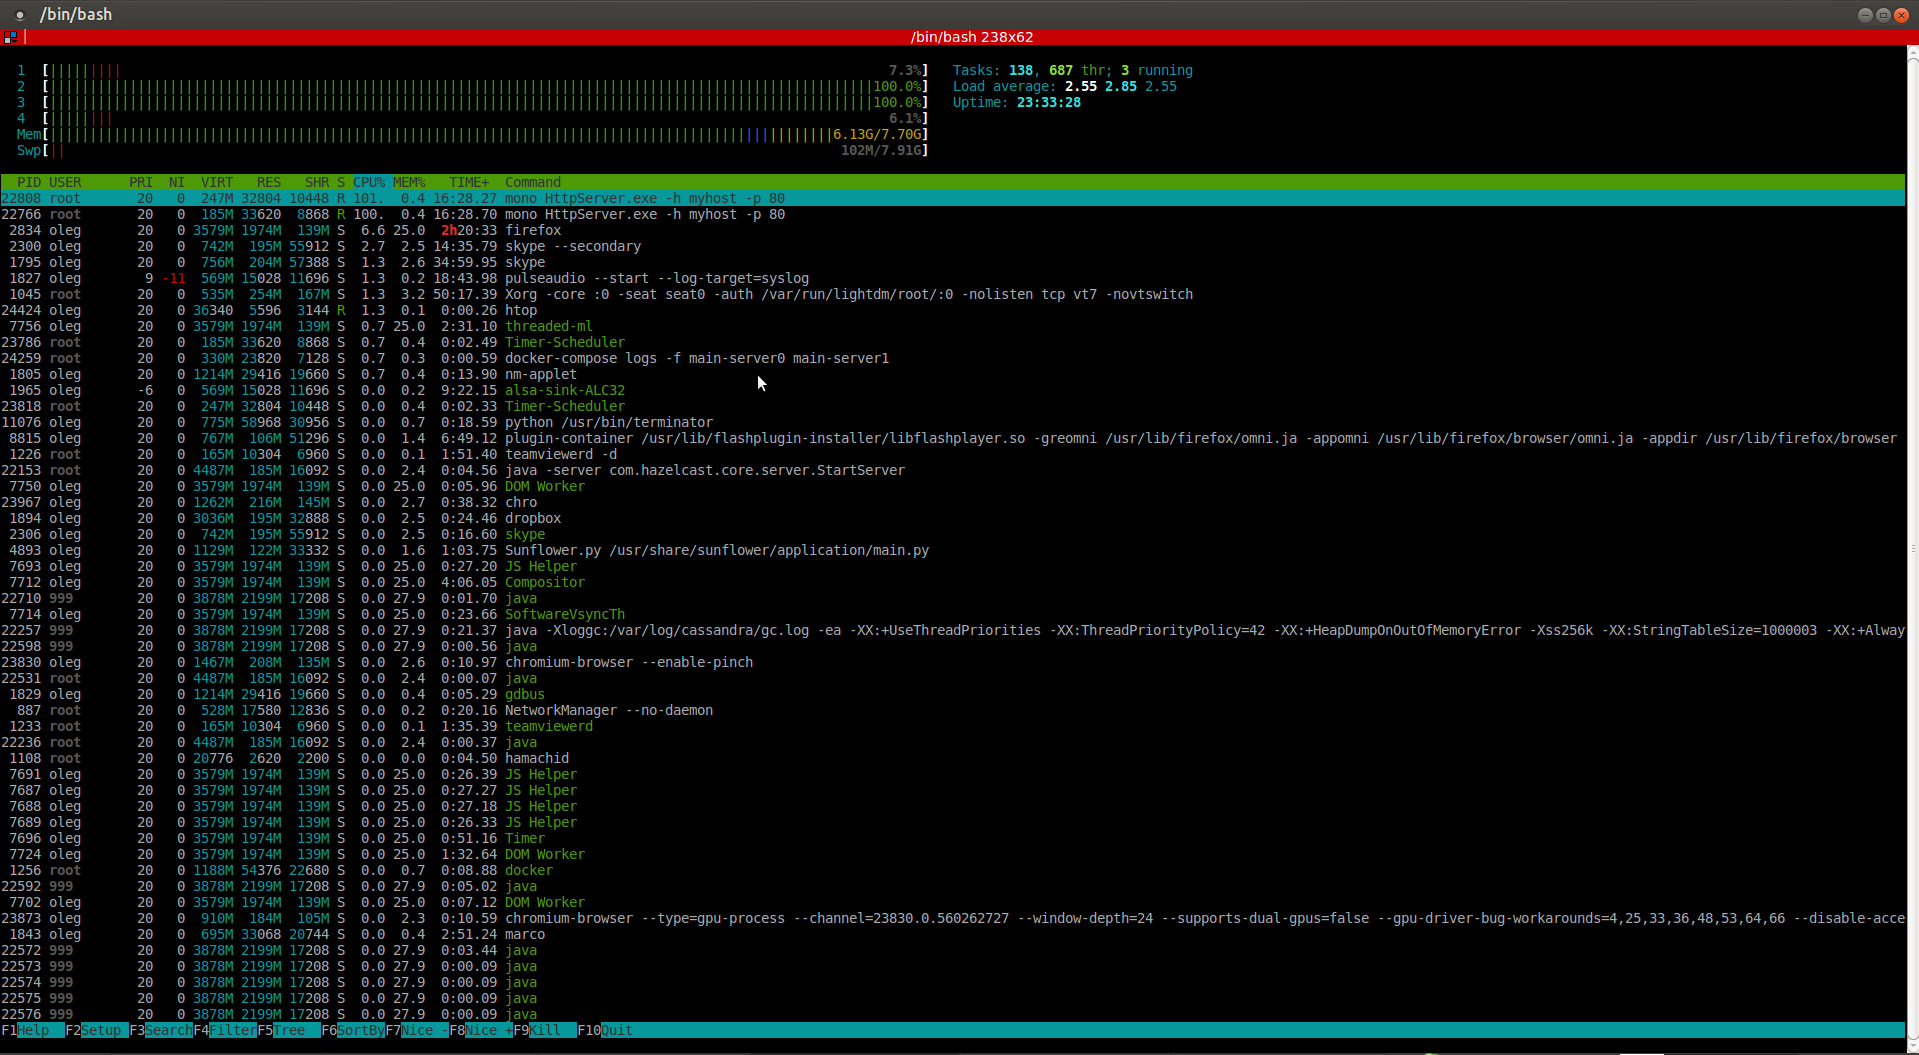 /bin/bash
/bin/bash 238x62
1 [||||||||| 7.3%] Tasks: 138, 687 thr; 3 running
2 [||||||||||||||||||||||||||||||||||||||||||||||||||||||||||||||||||||||||||||||||||||||||||||||||||||||| 100.0%] Load average: 2.55 2.85 2.55
3 [||||||||||||||||||||||||||||||||||||||||||||||||||||||||||||||||||||||||||||||||||||||||||||||||||||||| 100.0%] Uptime: 23:33:28
4 [|||||||| 6.1%]
Mem[||||||||||||||||||||||||||||||||||||||||||||||||||||||||||||||||||||||||||||||||||||||||||||||||||6.13G/7.70G]
Swp[|| 102M/7.91G]
PID USER PRI NI VIRT RES SHR S CPU% MEM% TIME+ Command
22808 root 20 0 247M 32804 10448 R 101. 0.4 16:28.27 mono HttpServer.exe -h myhost -p 80
22766 root 20 0 185M 33620 8868 R 100. 0.4 16:28.70 mono HttpServer.exe -h myhost -p 80
2834 oleg 20 0 3579M 1974M 139M S 6.6 25.0 2h20:33 firefox
2300 oleg 20 0 742M 195M 55912 S 2.7 2.5 14:35.79 skype --secondary
1795 oleg 20 0 756M 204M 57388 S 1.3 2.6 34:59.95 skype
1827 oleg 9 -11 569M 15028 11696 S 1.3 0.2 18:43.98 pulseaudio --start --log-target=syslog
1045 root 20 0 535M 254M 167M S 1.3 3.2 50:17.39 Xorg -core :0 -seat seat0 -auth /var/run/lightdm/root/:0 -nolisten tcp vt7 -novtswitch
24424 oleg 20 0 36340 5596 3144 R 1.3 0.1 0:00.26 htop
7756 oleg 20 0 3579M 1974M 139M S 0.7 25.0 2:31.10 threaded-ml
23786 root 20 0 185M 33620 8868 S 0.7 0.4 0:02.49 Timer-Scheduler
24259 root 20 0 330M 23820 7128 S 0.7 0.3 0:00.59 docker-compose logs -f main-server0 main-server1
1805 oleg 20 0 1214M 29416 19660 S 0.7 0.4 0:13.90 nm-applet
1965 oleg -6 0 569M 15028 11696 S 0.0 0.2 9:22.15 alsa-sink-ALC32
23818 root 20 0 247M 32804 10448 S 0.0 0.4 0:02.33 Timer-Scheduler
11076 oleg 20 0 775M 58968 30956 S 0.0 0.7 0:18.59 python /usr/bin/terminator
8815 oleg 20 0 767M 106M 51296 S 0.0 1.4 6:49.12 plugin-container /usr/lib/flashplugin-installer/libflashplayer.so -greomni /usr/lib/firefox/omni.ja -appomni /usr/lib/firefox/browser/omni.ja -appdir /usr/lib/firefox/browser
1226 root 20 0 165M 10304 6960 S 0.0 0.1 1:51.40 teamviewerd -d
22153 root 20 0 4487M 185M 16092 S 0.0 2.4 0:04.56 java -server com.hazelcast.core.server.StartServer
7750 oleg 20 0 3579M 1974M 139M S 0.0 25.0 0:05.96 DOM Worker
23967 oleg 20 0 1262M 216M 145M S 0.0 2.7 0:38.32 chro
1894 oleg 20 0 3036M 195M 32888 S 0.0 2.5 0:24.46 dropbox
2306 oleg 20 0 742M 195M 55912 S 0.0 2.5 0:16.60 skype
4893 oleg 20 0 1129M 122M 33332 S 0.0 1.6 1:03.75 Sunflower.py /usr/share/sunflower/application/main.py
7693 oleg 20 0 3579M 1974M 139M S 0.0 25.0 0:27.20 JS Helper
7712 oleg 20 0 3579M 1974M 139M S 0.0 25.0 4:06.05 Compositor
22710 999 20 0 3878M 2199M 17208 S 0.0 27.9 0:01.70 java
7714 oleg 20 0 3579M 1974M 139M S 0.0 25.0 0:23.66 SoftwareVsyncTh
22257 999 20 0 3878M 2199M 17208 S 0.0 27.9 0:21.37 java -Xloggc:/var/log/cassandra/gc.log -ea -XX:+UseThreadPriorities -XX:ThreadPriorityPolicy=42 -XX:+HeapDumpOnOutOfMemoryError -Xss256k -XX:StringTableSize=1000003 -XX:+Alway
22598 999 20 0 3878M 2199M 17208 S 0.0 27.9 0:00.56 java
23830 oleg 20 0 1467M 208M 135M S 0.0 2.6 0:10.97 chromium-browser --enable-pinch
22531 root 20 0 4487M 185M 16092 S 0.0 2.4 0:00.07 java
1829 oleg 20 0 1214M 29416 19660 S 0.0 0.4 0:05.29 gdbus
887 root 20 0 528M 17580 12836 S 0.0 0.2 0:20.16 NetworkManager --no-daemon
1233 root 20 0 165M 10304 6960 S 0.0 0.1 1:35.39 teamviewerd
22236 root 20 0 4487M 185M 16092 S 0.0 2.4 0:00.37 java
1108 root 20 0 20776 2620 2200 S 0.0 0.0 0:04.50 hamachid
7691 oleg 20 0 3579M 1974M 139M S 0.0 25.0 0:26.39 JS Helper
7687 oleg 20 0 3579M 1974M 139M S 0.0 25.0 0:27.27 JS Helper
7688 oleg 20 0 3579M 1974M 139M S 0.0 25.0 0:27.18 JS Helper
7689 oleg 20 0 3579M 1974M 139M S 0.0 25.0 0:26.33 JS Helper
7696 oleg 20 0 3579M 1974M 139M S 0.0 25.0 0:51.16 Timer
7724 oleg 20 0 3579M 1974M 139M S 0.0 25.0 1:32.64 DOM Worker
1256 root 20 0 1188M 54376 22680 S 0.0 0.7 0:08.88 docker
22592 999 20 0 3878M 2199M 17208 S 0.0 27.9 0:05.02 java
7702 oleg 20 0 3579M 1974M 139M S 0.0 25.0 0:07.12 DOM Worker
23873 oleg 20 0 910M 184M 105M S 0.0 2.3 0:10.59 chromium-browser --type=gpu-process --channel=23830.0.560262727 --window-depth=24 --supports-dual-gpus=false --gpu-driver-bug-workarounds=4,25,33,36,48,53,64,66 --disable-acce
1843 oleg 20 0 695M 33068 20744 S 0.0 0.4 2:51.24 marco
22572 999 20 0 3878M 2199M 17208 S 0.0 27.9 0:03.44 java
22573 999 20 0 3878M 2199M 17208 S 0.0 27.9 0:00.09 java
22574 999 20 0 3878M 2199M 17208 S 0.0 27.9 0:00.09 java
22575 999 20 0 3878M 2199M 17208 S 0.0 27.9 0:00.09 java
22576 999 20 0 3878M 2199M 17208 S 0.0 27.9 0:00.09 java
F1Help F2Setup F3SearchF4FilterF5Tree F6SortByF7Nice -F8Nice +F9Kill F10Quit